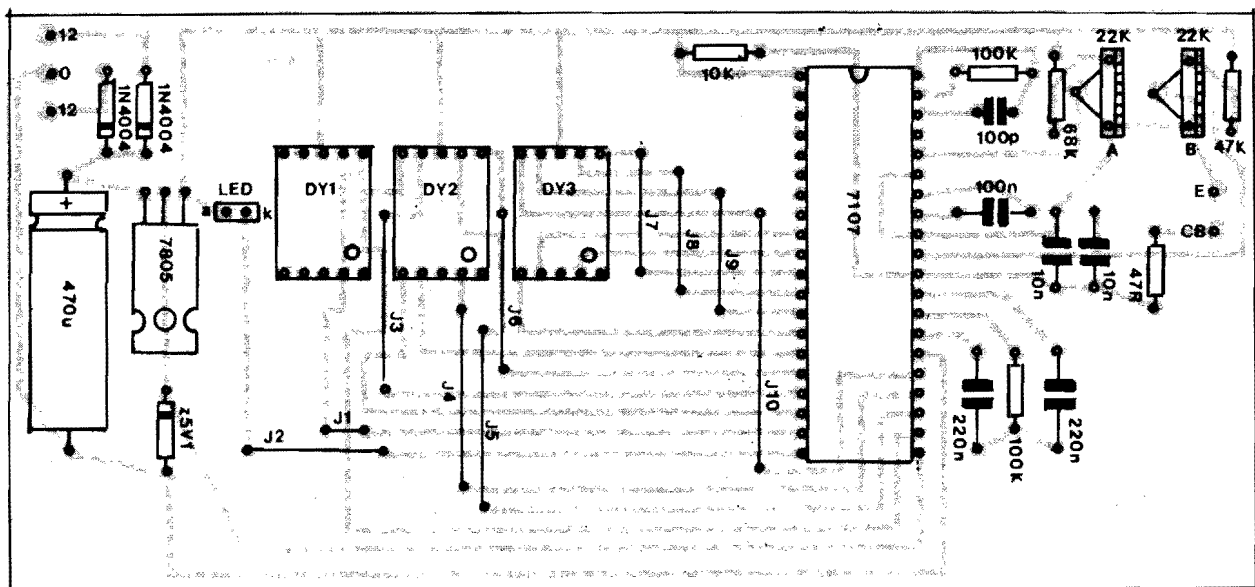 12
0
12
1N4004
1N4004
+
470u
7805
z5V1
LED
a
k
DY1
DY2
DY3
J1
J2
J3
J4
J5
J6
J7
J8
J9
J10
10K
7107
100K
100p
68K
22K
A
22K
B
47K
100n
10n
10n
47R
E
CB
220n
100K
220n